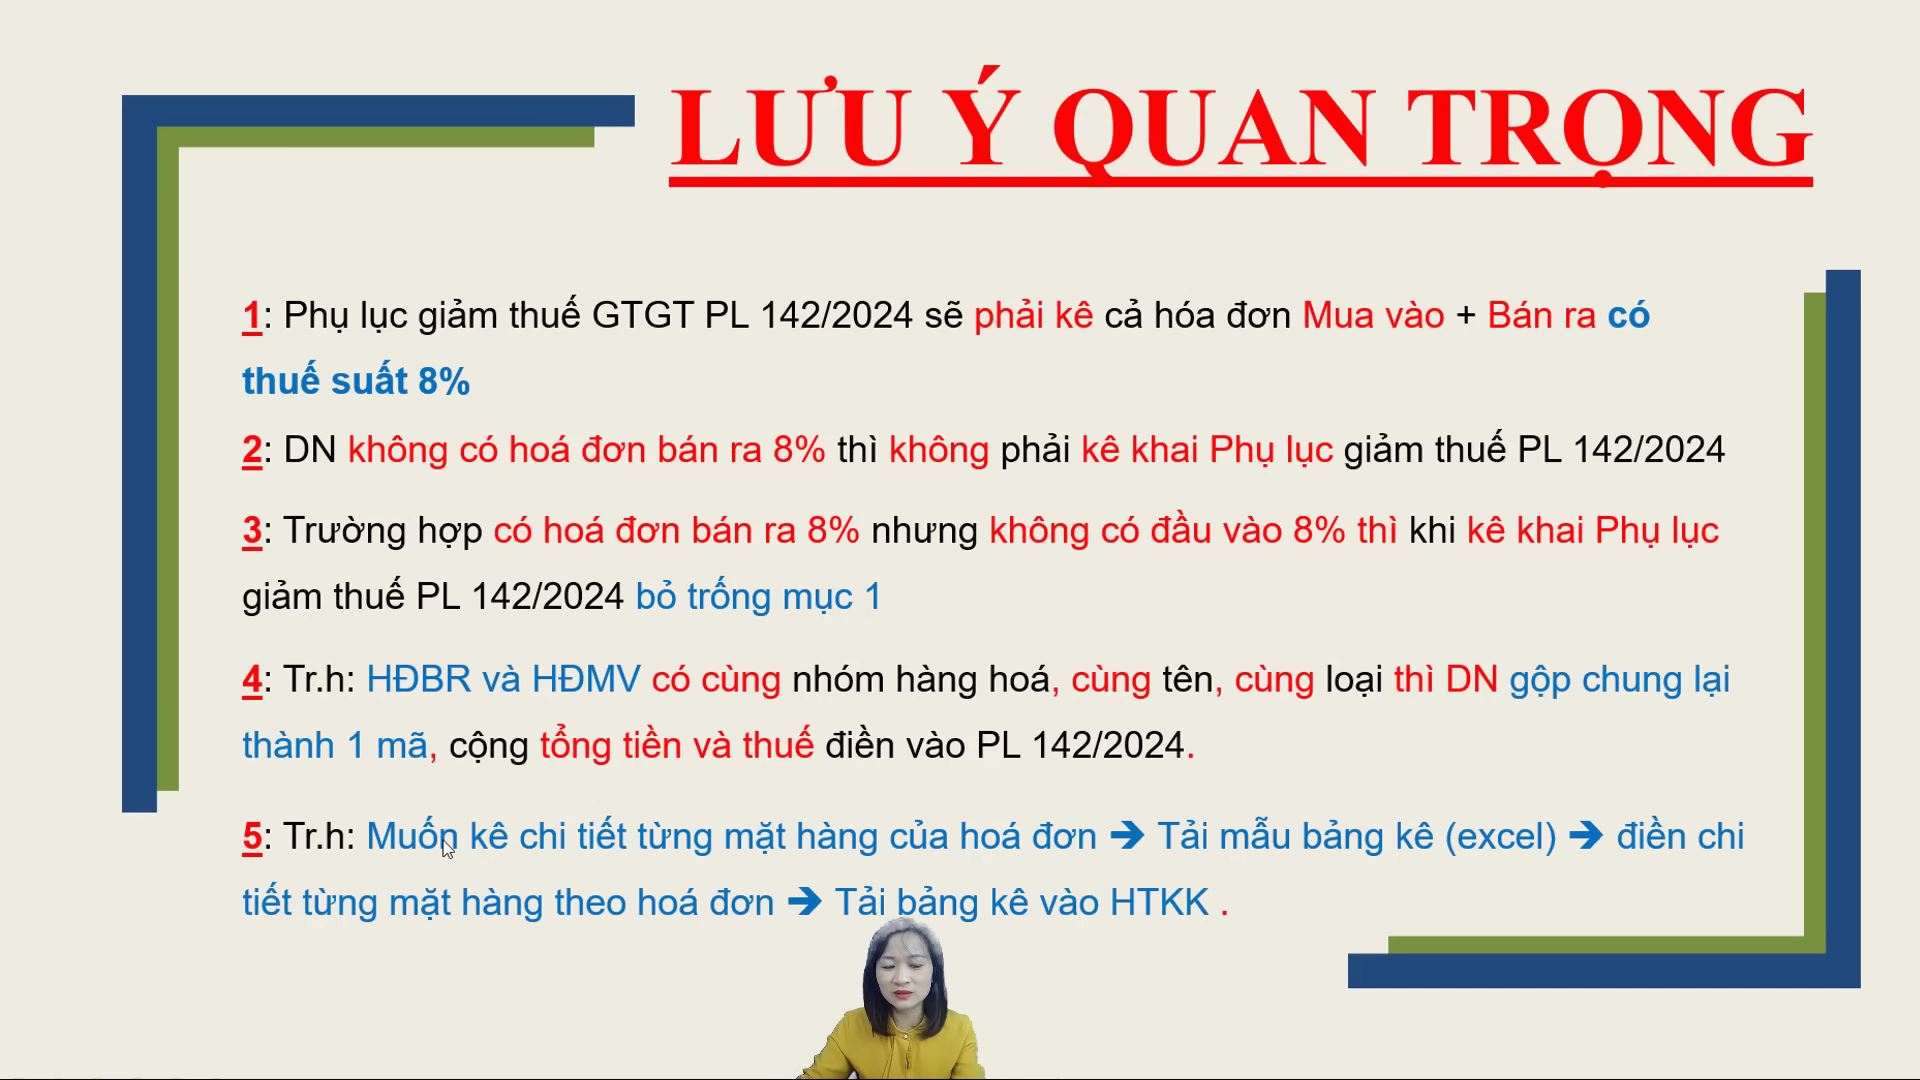 LƯU Ý QUAN TRỌNG
1: Phụ lục giảm thuế GTGT PL 142/2024 sẽ phải kê cả hóa đơn Mua vào + Bán ra có
thuế suất 8%
2: DN không có hoá đơn bán ra 8% thì không phải kê khai Phụ lục giảm thuế PL 142/2024
3: Trường hợp có hoá đơn bán ra 8% nhưng không có đầu vào 8% thì khi kê khai Phụ lục
giảm thuế PL 142/2024 bỏ trống mục 1
4: Tr.h: HĐBR và HĐMV có cùng nhóm hàng hoá, cùng tên, cùng loại thì DN gộp chung lại
thành 1 mã, cộng tổng tiền và thuế điền vào PL 142/2024.
5: Tr.h: Muốn kê chi tiết từng mặt hàng của hoá đơn ➔ Tải mẫu bảng kê (excel) ➔ điền chi
tiết từng mặt hàng theo hoá đơn ➔ Tải bảng kê vào HTKK .